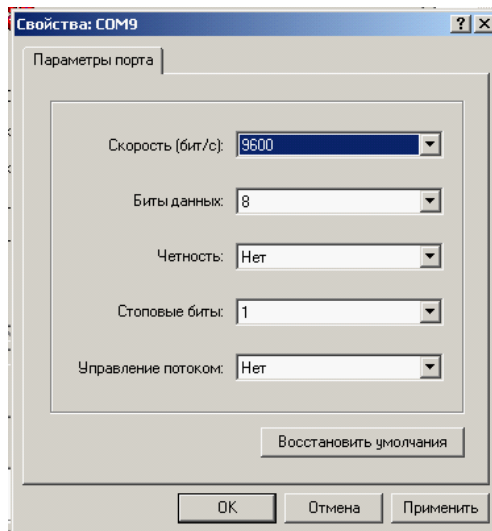 Свойства: COM9
Параметры порта
Скорость (бит/с): 9600
Биты данных: 8
Четность: Нет
Стоповые биты: 1
Управление потоком: Нет
Восстановить умолчания
OK Отмена Применить